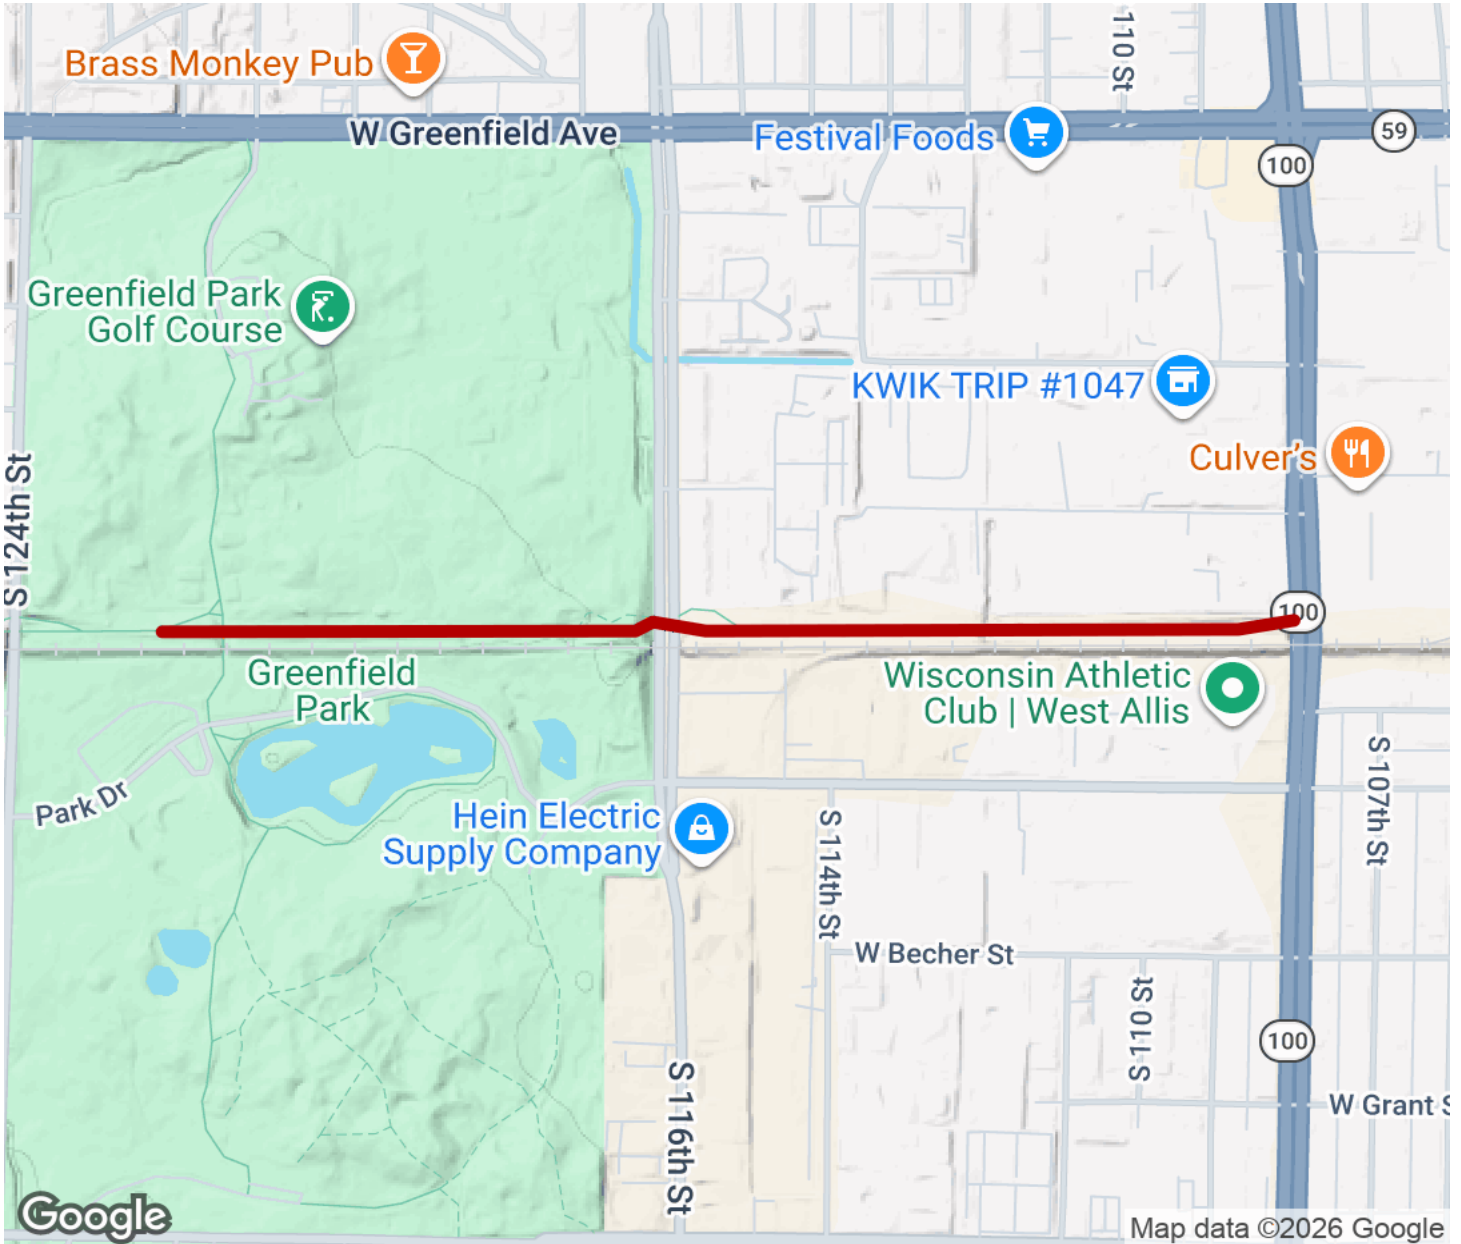 110 St
Brass Monkey Pub
W Greenfield Ave
Festival Foods
59
100
Greenfield Park
Golf Course
KWIK TRIP #1047
Culver's
S 124th St
100
Greenfield
Park
Wisconsin Athletic
Club | West Allis
S 107th St
Park Dr
Hein Electric
Supply Company
S 114th St
W Becher St
S 110 St
100
S 116th St
W Grant S
Google
Map data ©2026 Google